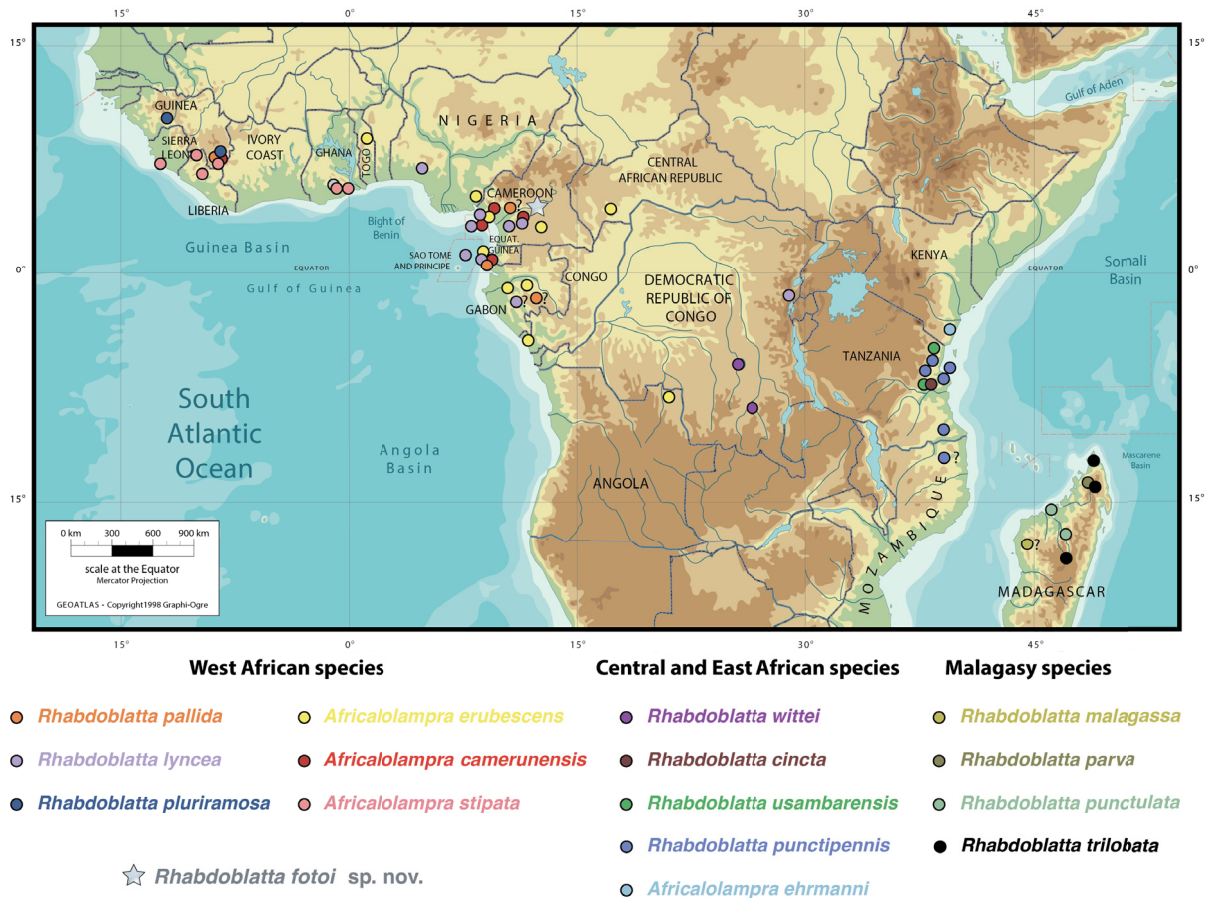 15° 0° 15° 30° 45°
15° 15°
Gulf of Aden
GUINEA
NIGERIA
SIERRA
LEON
IVORY
COAST
GHANA
TOGO
CENTRAL
AFRICAN REPUBLIC
LIBERIA
CAMEROON
?
Bight of
Benin
Guinea Basin
EQUAT.
GUINEA
KENYA
SAO TOME
AND PRINCIPE
Somali
Basin
0° EQUATOR EQUATOR 0°
CONGO
DEMOCRATIC
REPUBLIC OF
CONGO
Gulf of Guinea
GABON
? ?
TANZANIA
South
Atlantic
Ocean
Angola
Basin
?
Mascarene
Basin
ANGOLA
15° 15°
MOZAMBIQUE
?
MADAGASCAR
0 km 300 600 900 km
scale at the Equator
Mercator Projection
GEOATLAS - Copyright1998 Graphi-Ogre
15° 0° 15° 30° 45°
West African species
Rhabdoblatta pallida
Rhabdoblatta lyncea
Rhabdoblatta pluriramosa
Africalolampra erubescens
Africalolampra camerunensis
Africalolampra stipata
Rhabdoblatta fotoi sp. nov.
Central and East African species
Rhabdoblatta wittei
Rhabdoblatta cincta
Rhabdoblatta usambarensis
Rhabdoblatta punctipennis
Africalolampra ehrmanni
Malagasy species
Rhabdoblatta malagassa
Rhabdoblatta parva
Rhabdoblatta punctulata
Rhabdoblatta trilobata